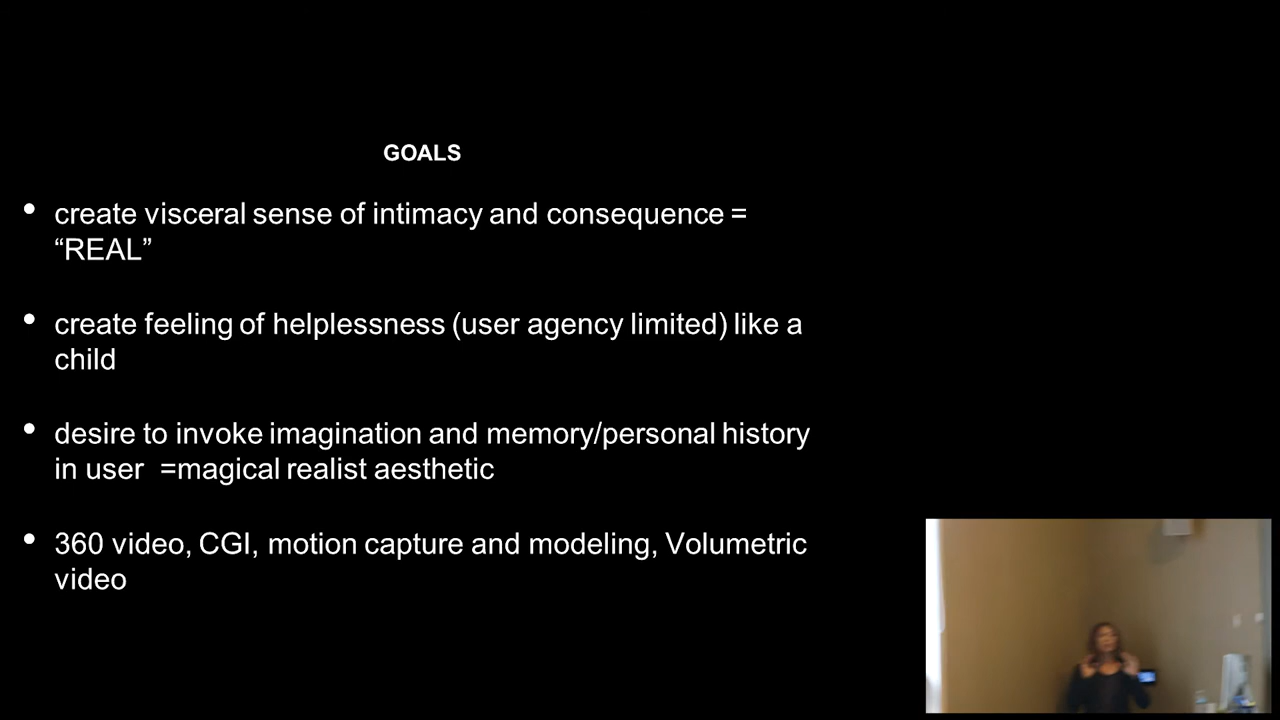 GOALS
• create visceral sense of intimacy and consequence =
“REAL”
• create feeling of helplessness (user agency limited) like a
child
• desire to invoke imagination and memory/personal history
in user  =magical realist aesthetic
• 360 video, CGI, motion capture and modeling, Volumetric
video